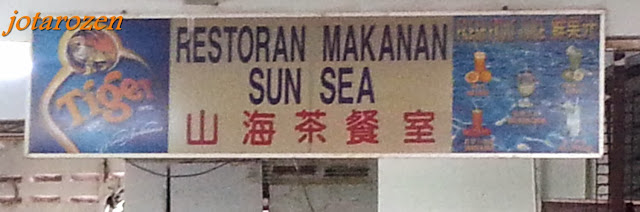 jotarozen
Tiger
RESTORAN MAKANAN
SUN SEA
山海茶餐室